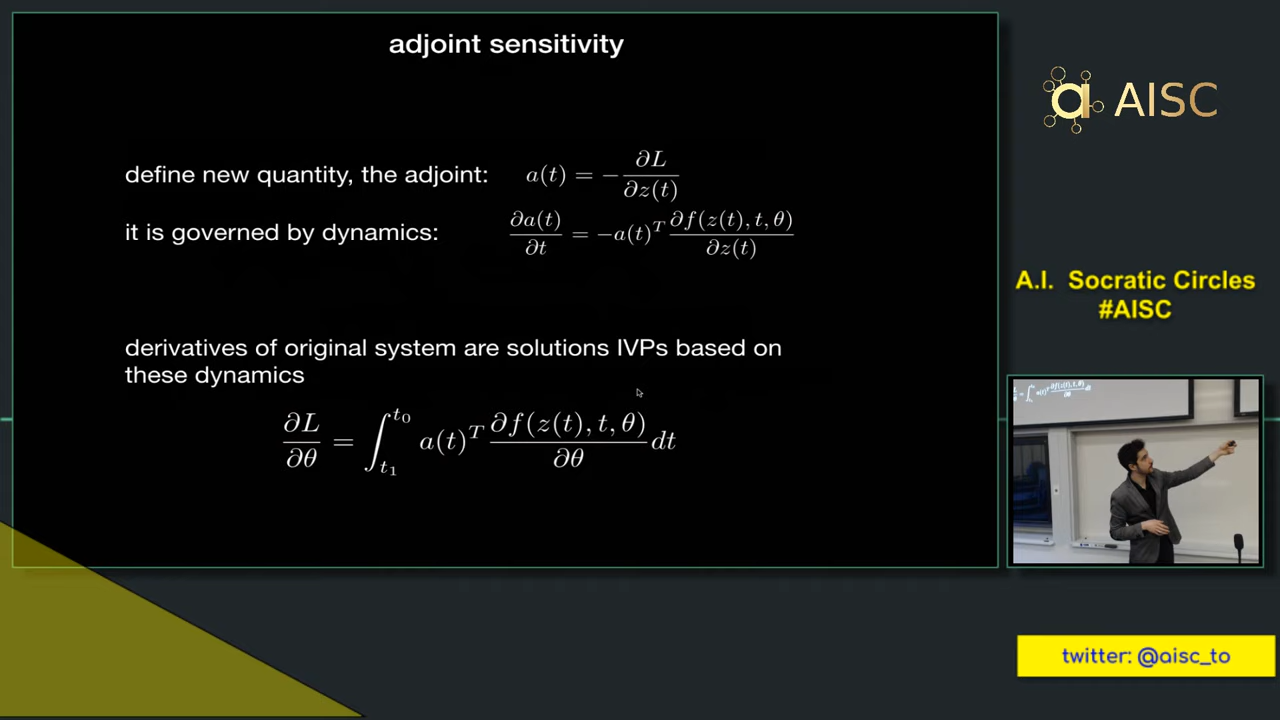 adjoint sensitivity
define new quantity, the adjoint: a(t) = −∂L/∂z(t)
it is governed by dynamics: ∂a(t)/∂t = −a(t)^T ∂f(z(t), t, θ)/∂z(t)
derivatives of original system are solutions IVPs based on
these dynamics
∂L/∂θ = ∫_{t₁}^{t₀} a(t)^T ∂f(z(t), t, θ)/∂θ dt
AISC
A.I. Socratic Circles
#AISC
twitter: @aisc_to